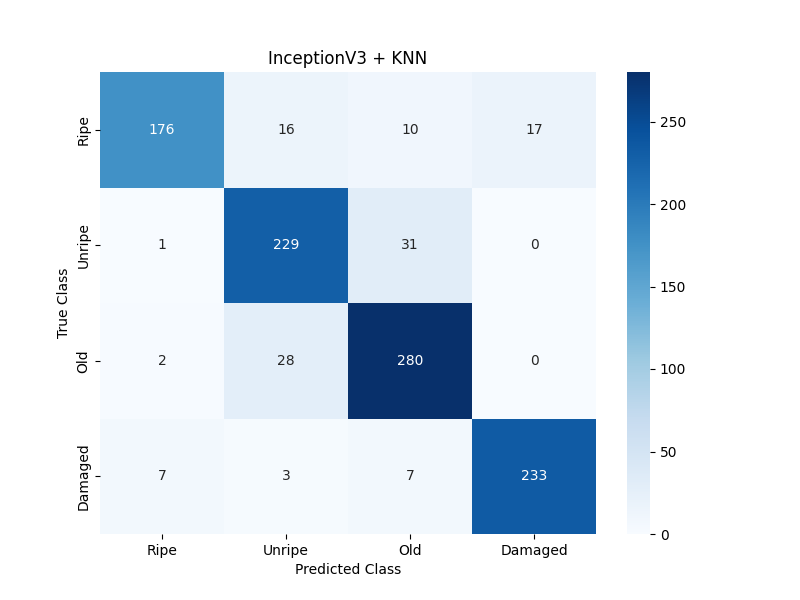 InceptionV3 + KNN
True Class
Ripe
176 16 10 17
Unripe
1 229 31 0
Old
2 28 280 0
Damaged
7 3 7 233
Ripe Unripe Old Damaged
Predicted Class
250
200
150
100
50
0